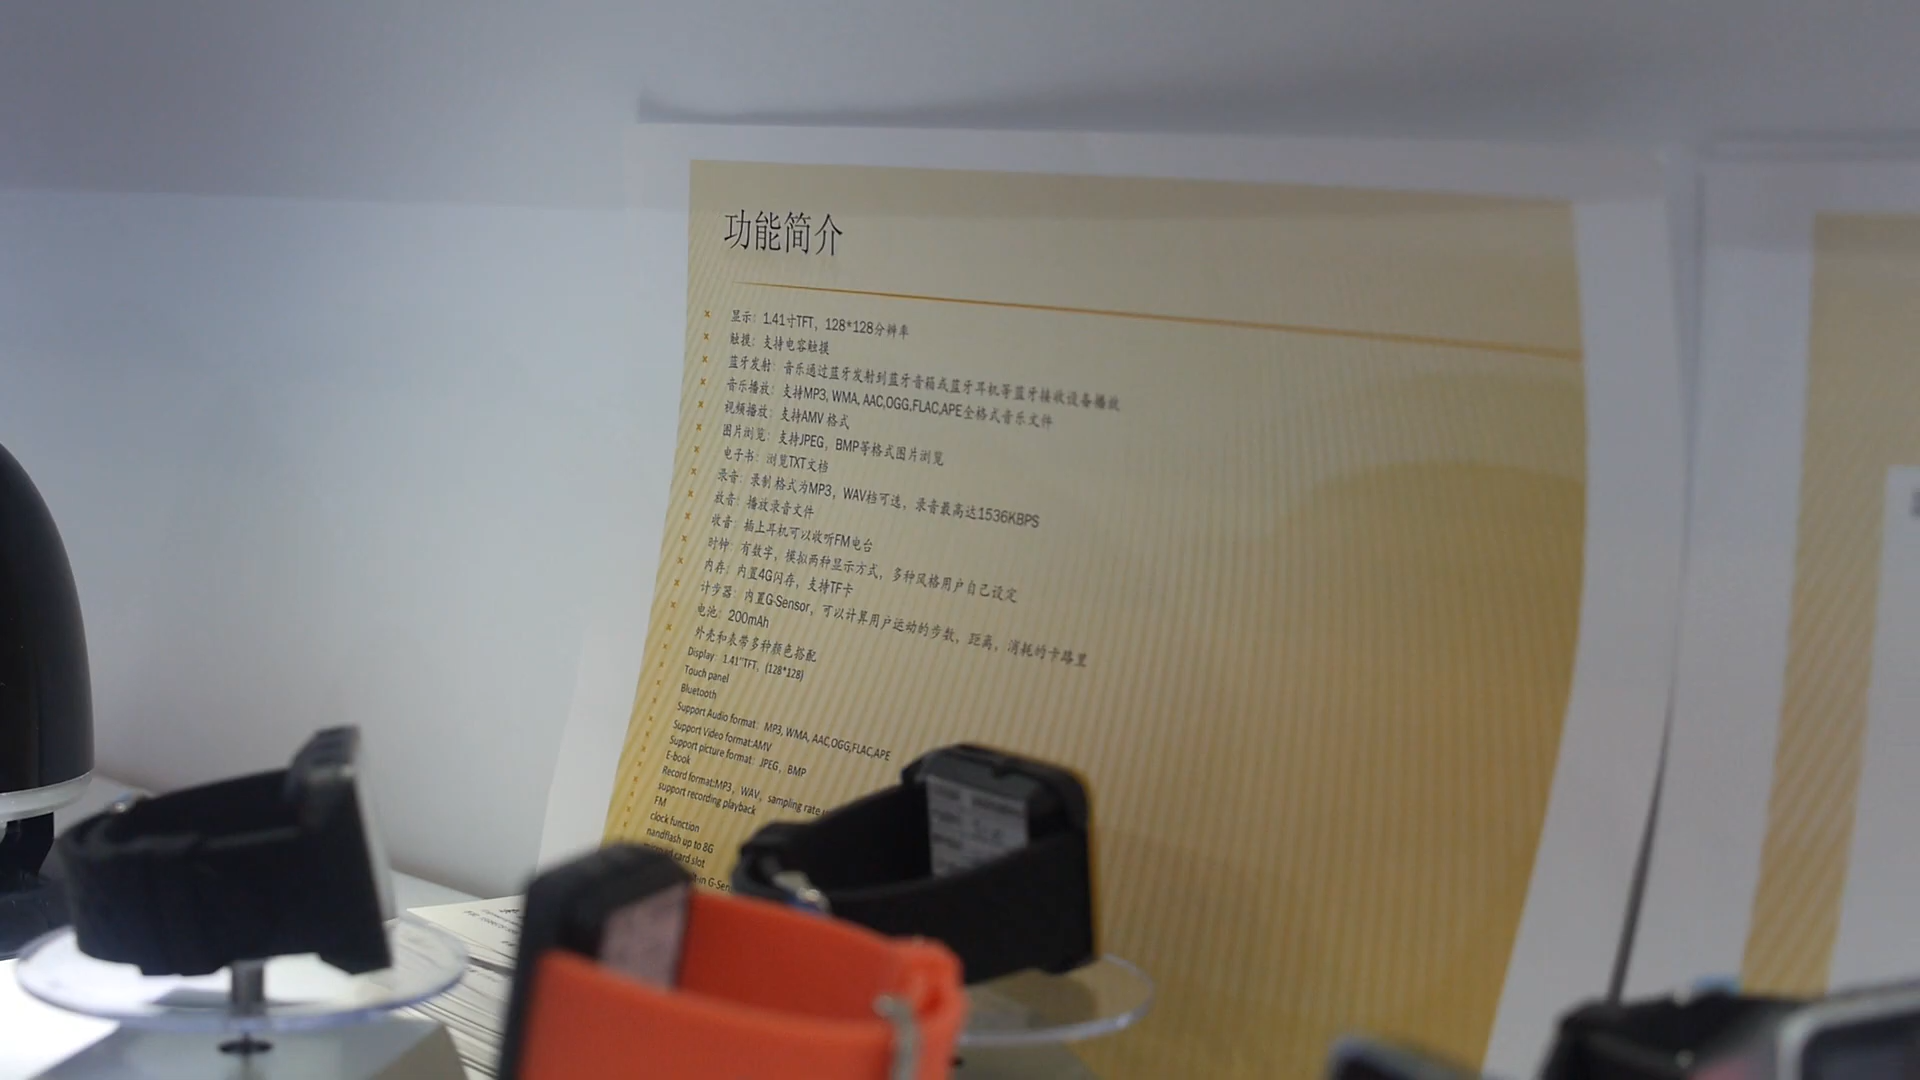 功能简介
显示：1.41寸TFT，128*128分辨率
触摸：支持电容触摸
蓝牙发射：音乐通过蓝牙发射到蓝牙音箱或蓝牙耳机等蓝牙接收设备播放
音乐播放：支持MP3, WMA, AAC,OGG,FLAC,APE全格式音乐文件
视频播放：支持AMV 格式
图片浏览：支持JPEG，BMP等格式图片浏览
电子书：浏览TXT文档
录音：录制格式为MP3，WAV档可选，录音最高达1536KBPS
放音：播放录音文件
收音：插上耳机可以收听FM电台
时钟：有数字，模拟两种显示方式，多种风格用户自己设定
内存：内置4G闪存，支持TF卡
计步器：内置G-Sensor，可以计算用户运动的步数，距离，消耗的卡路里
电池：200mAh
外壳和表带多种颜色搭配
Display：1.41"TFT，(128*128)
Touch panel
Bluetooth
Support Audio format：MP3, WMA, AAC,OGG,FLAC,APE
Support Video format:AMV
Support picture format：JPEG，BMP
E-book
Record format:MP3，WAV，sampling rate
support recording playback
FM
clock function
nandflash up to 8G
card slot
G-Sen